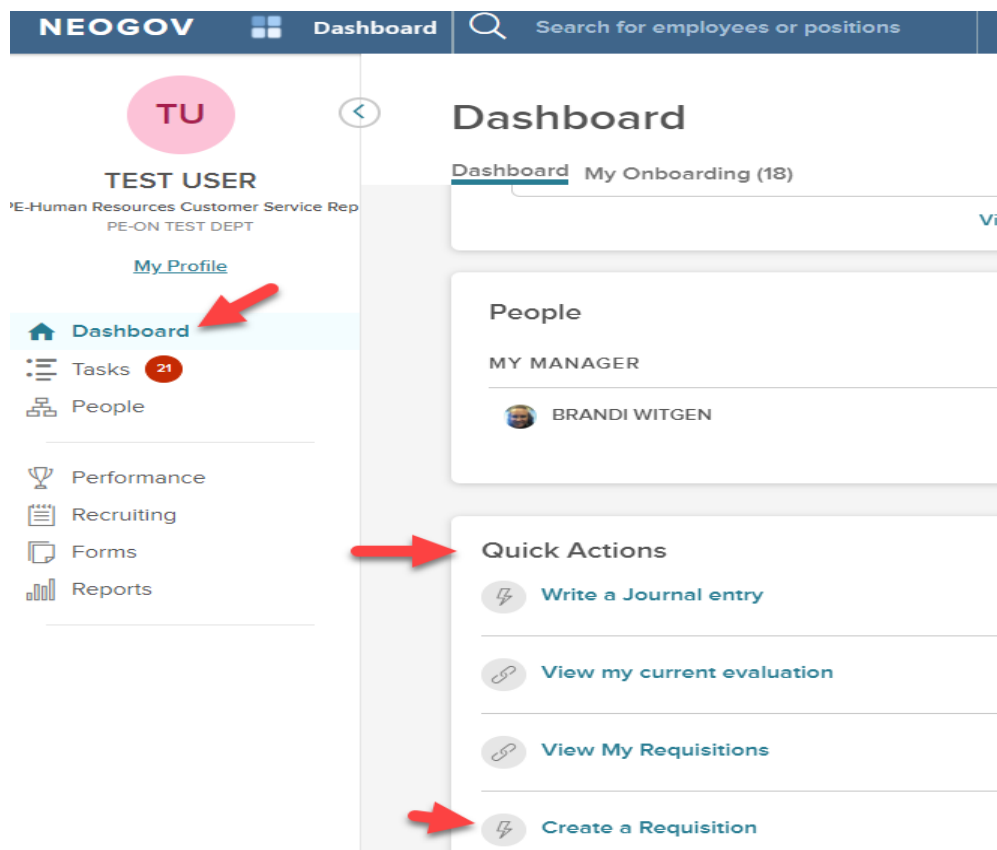 NEOGOV
Dashboard
Search for employees or positions
TU
TEST USER
PE-Human Resources Customer Service Rep
PE-ON TEST DEPT
My Profile
Dashboard
Tasks 21
People
Performance
Recruiting
Forms
Reports
Dashboard
Dashboard My Onboarding (18)
Vi
People
MY MANAGER
BRANDI WITGEN
Quick Actions
Write a Journal entry
View my current evaluation
View My Requisitions
Create a Requisition